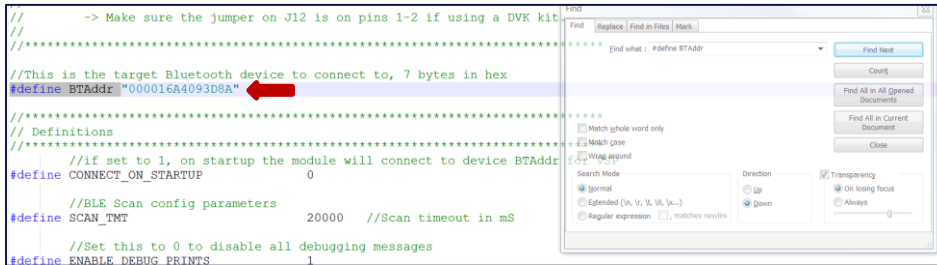 //
//        -> Make sure the jumper on J12 is on pins 1-2 if using a DVK kit.
//
//******************************************************************************
//This is the target Bluetooth device to connect to, 7 bytes in hex
#define BTAddr "000016A4093D8A"
//******************************************************************************
// Definitions
//******************************************************************************
//if set to 1, on startup the module will connect to device BTAddr for VSP
#define CONNECT_ON_STARTUP 0
//BLE Scan config parameters
#define SCAN_TMT 20000 //Scan timeout in mS
//Set this to 0 to disable all debugging messages
#define ENABLE_DEBUG_PRINTS 1
Find
Find Replace Find in Files Mark
Find what : #define BTAddr
Find Next
Count
Find All in All Opened
Documents
Find All in Current
Document
Close
Match whole word only
Match case
Wrap around
Search Mode
Normal
Extended (\n, \r, \t, \0, \x...)
Regular expression . matches newline
Direction
Up
Down
Transparency
On losing focus
Always